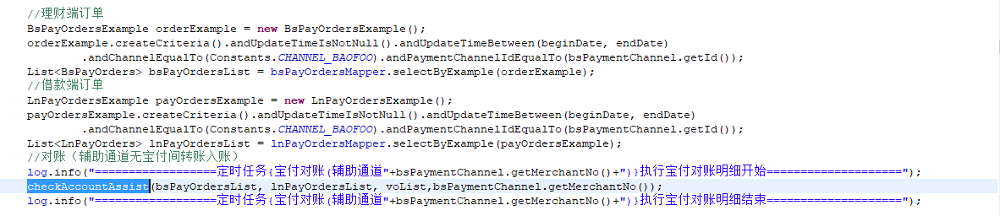 //理财端订单
BsPayOrdersExample orderExample = new BsPayOrdersExample();
orderExample.createCriteria().andUpdateTimeIsNotNull().andUpdateTimeBetween(beginDate, endDate)
.andChannelEqualTo(Constants.CHANNEL_BAOFOO).andPaymentChannelIdEqualTo(bsPaymentChannel.getId());
List<BsPayOrders> bsPayOrdersList = bsPayOrdersMapper.selectByExample(orderExample);
//借款端订单
LnPayOrdersExample payOrdersExample = new LnPayOrdersExample();
payOrdersExample.createCriteria().andUpdateTimeIsNotNull().andUpdateTimeBetween(beginDate, endDate)
.andChannelEqualTo(Constants.CHANNEL_BAOFOO).andPaymentChannelIdEqualTo(bsPaymentChannel.getId());
List<LnPayOrders> lnPayOrdersList = lnPayOrdersMapper.selectByExample(payOrdersExample);
//对账（辅助通道无宝付间转账入账）
log.info("==================定时任务{宝付对账(辅助通道"+bsPaymentChannel.getMerchantNo()+")}执行宝付对账明细开始====================");
checkAccountAssist(bsPayOrdersList, lnPayOrdersList, voList,bsPaymentChannel.getMerchantNo());
log.info("==================定时任务{宝付对账(辅助通道"+bsPaymentChannel.getMerchantNo()+")}执行宝付对账明细结束====================");